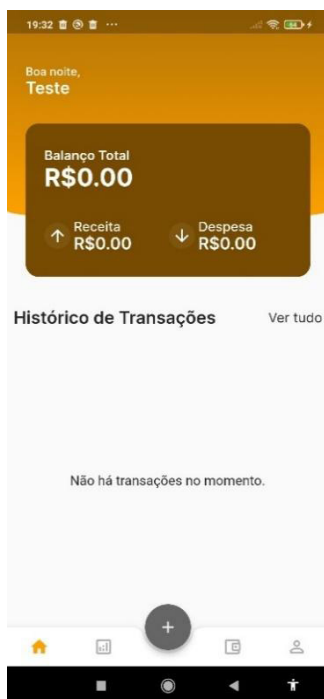 19:32
Boa noite,
Teste
Balanço Total
R$0.00
Receita
R$0.00
Despesa
R$0.00
Histórico de Transações
Ver tudo
Não há transações no momento.